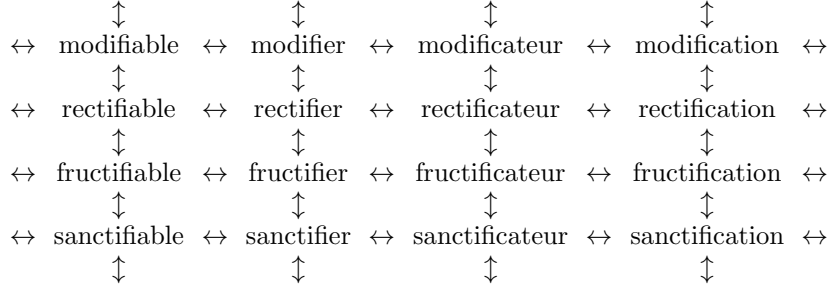 ↕ ↕ ↕ ↕
↔ modifiable ↔ modifier ↔ modificateur ↔ modification ↔
↕ ↕ ↕ ↕
↔ rectifiable ↔ rectifier ↔ rectificateur ↔ rectification ↔
↕ ↕ ↕ ↕
↔ fructifiable ↔ fructifier ↔ fructificateur ↔ fructification ↔
↕ ↕ ↕ ↕
↔ sanctifiable ↔ sanctifier ↔ sanctificateur ↔ sanctification ↔
↕ ↕ ↕ ↕